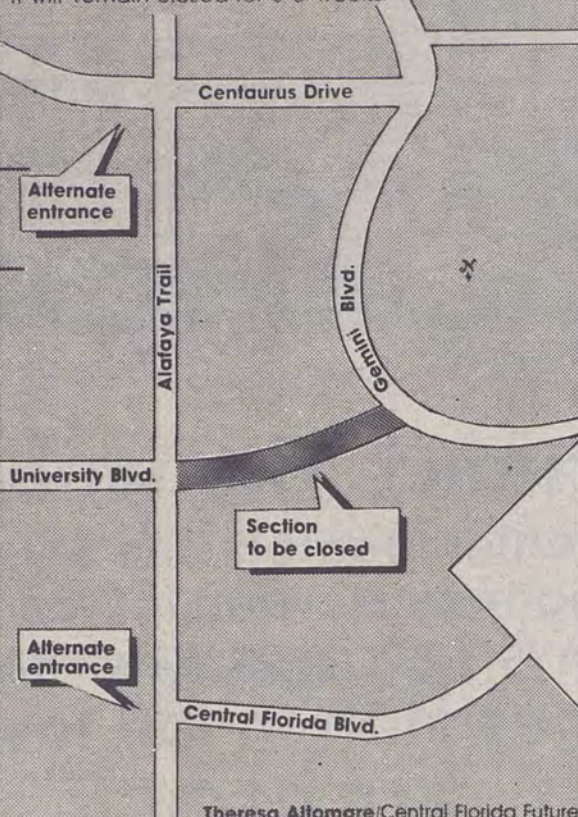 Centaurus Drive
Alternate
entrance
Alafaya Trail
Gemini Blvd.
University Blvd.
Section
to be closed
Alternate
entrance
Central Florida Blvd.
Theresa Altomare/Central Florida Future